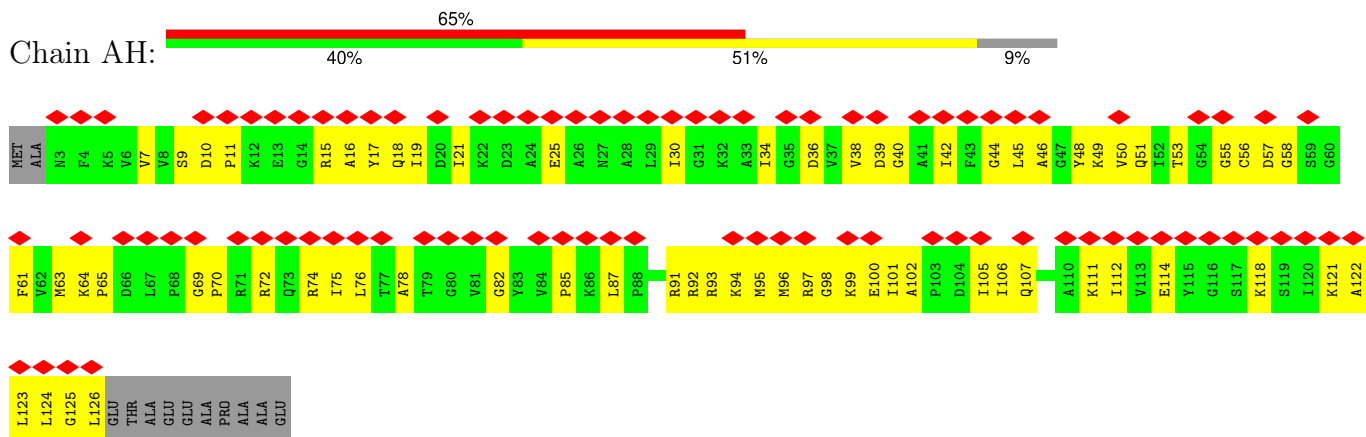 65%
Chain AH:
40% 51% 9%
MET ALA N3 F4 K5 V6 V7 V8 S9 D10 P11 K12 E13 G14 R15 A16 Y17 Q18 I19 D20 I21 K22 D23 A24 E25 A26 N27 A28 L29 I30 G31 K32 A33 I34 G35 D36 V37 V38 D39 G40 A41 I42 F43 G44 L45 A46 G47 Y48 K49 V50 Q51 I52 T53 G54 G55 C56 D57 G58 S59 G60
F61 V62 M63 K64 P65 D66 L67 P68 G69 P70 R71 R72 Q73 R74 I75 L76 T77 A78 T79 G80 V81 G82 Y83 V84 P85 K86 L87 P88 R91 R92 R93 K94 M95 M96 R97 G98 K99 E100 I101 A102 P103 D104 I105 I106 Q107 A110 K111 I112 V113 E114 Y115 G116 S117 K118 S119 I120 K121 A122
L123 L124 G125 L126 GLU THR ALA GLU GLU ALA PRO ALA ALA GLU